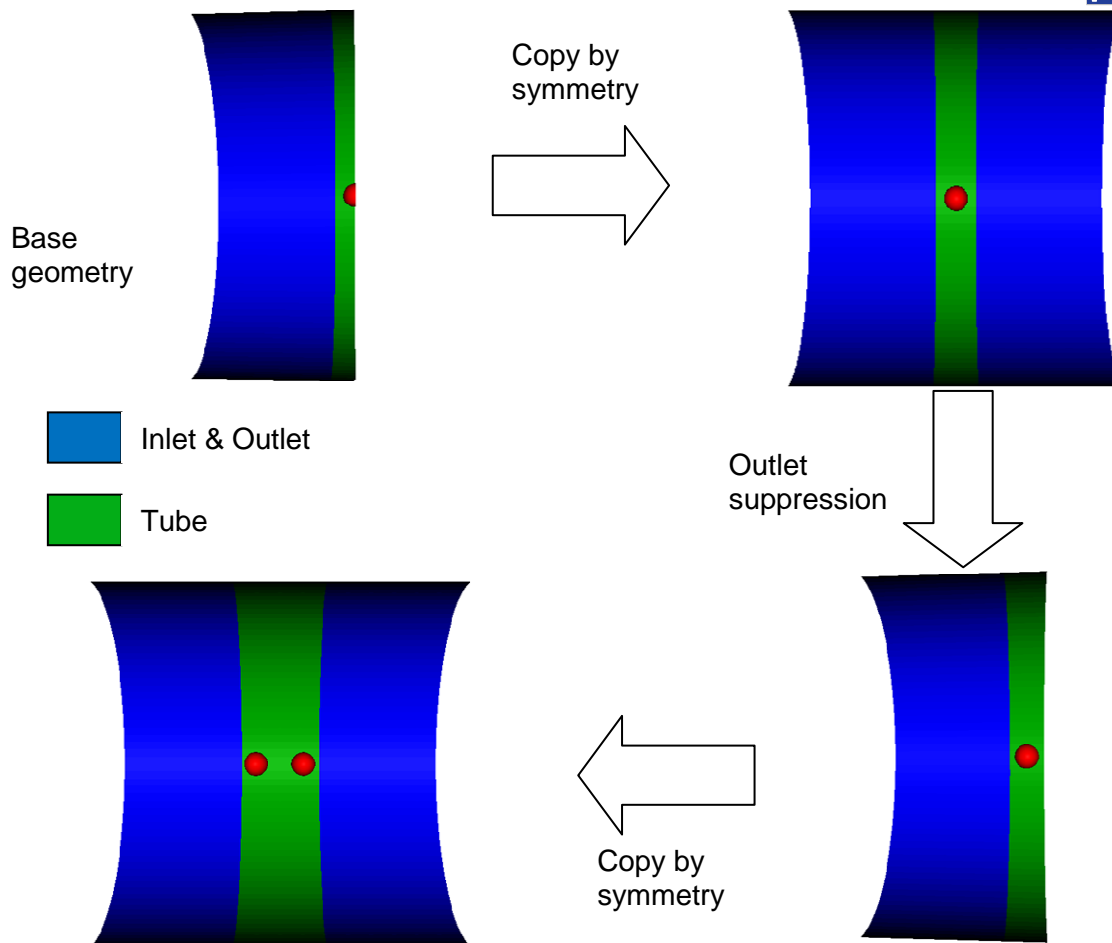 Copy by
symmetry
Base
geometry
Inlet & Outlet
Tube
Outlet
suppression
Copy by
symmetry